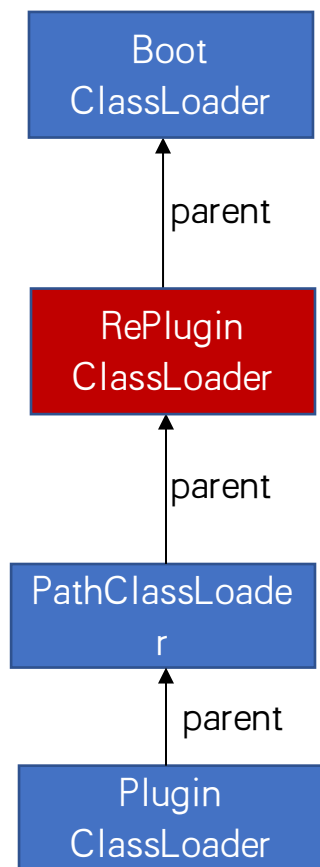 Boot
ClassLoader
parent
RePlugin
ClassLoader
parent
PathClassLoade
r
parent
Plugin
ClassLoader